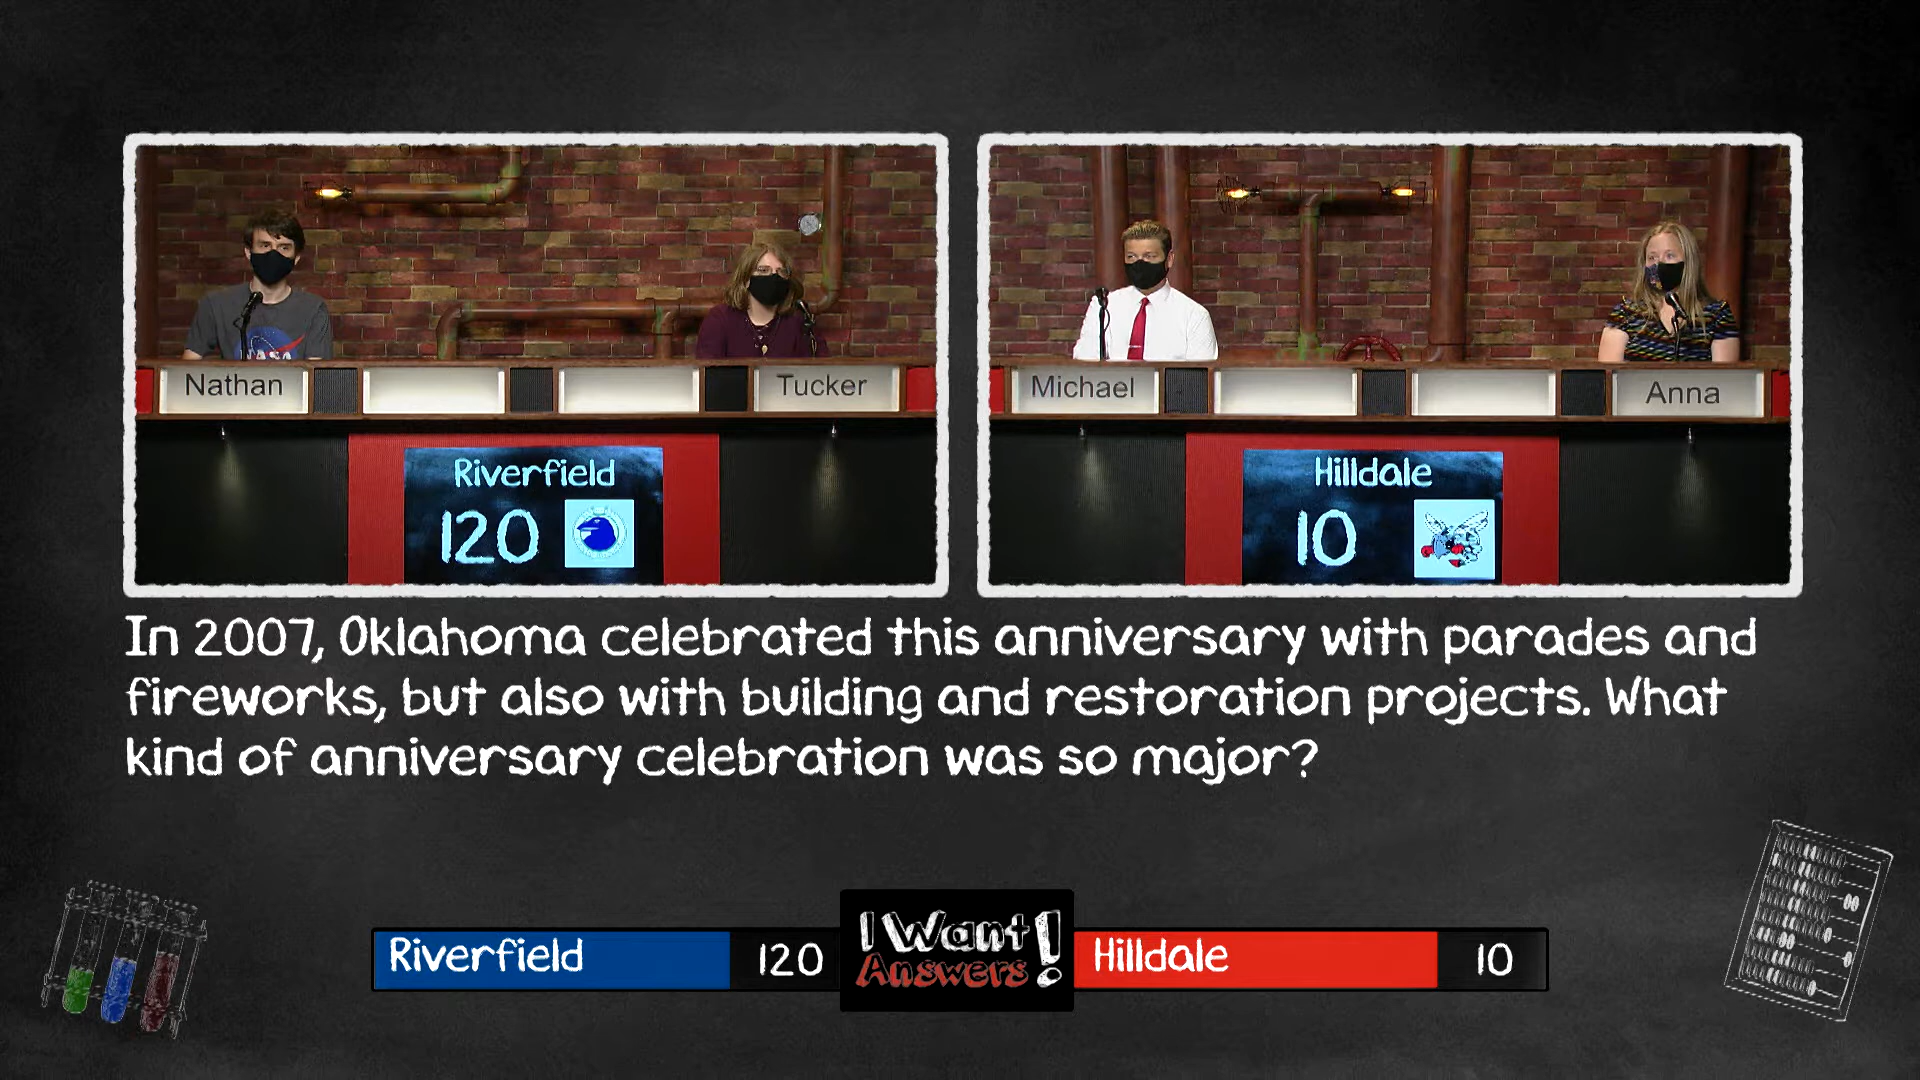 NASA
Nathan
Tucker
Michael
Anna
Riverfield
120
Hilldale
10
In 2007, Oklahoma celebrated this anniversary with parades and
fireworks, but also with building and restoration projects. What
kind of anniversary celebration was so major?
Riverfield 120
I Want
Answers!
Hilldale 10